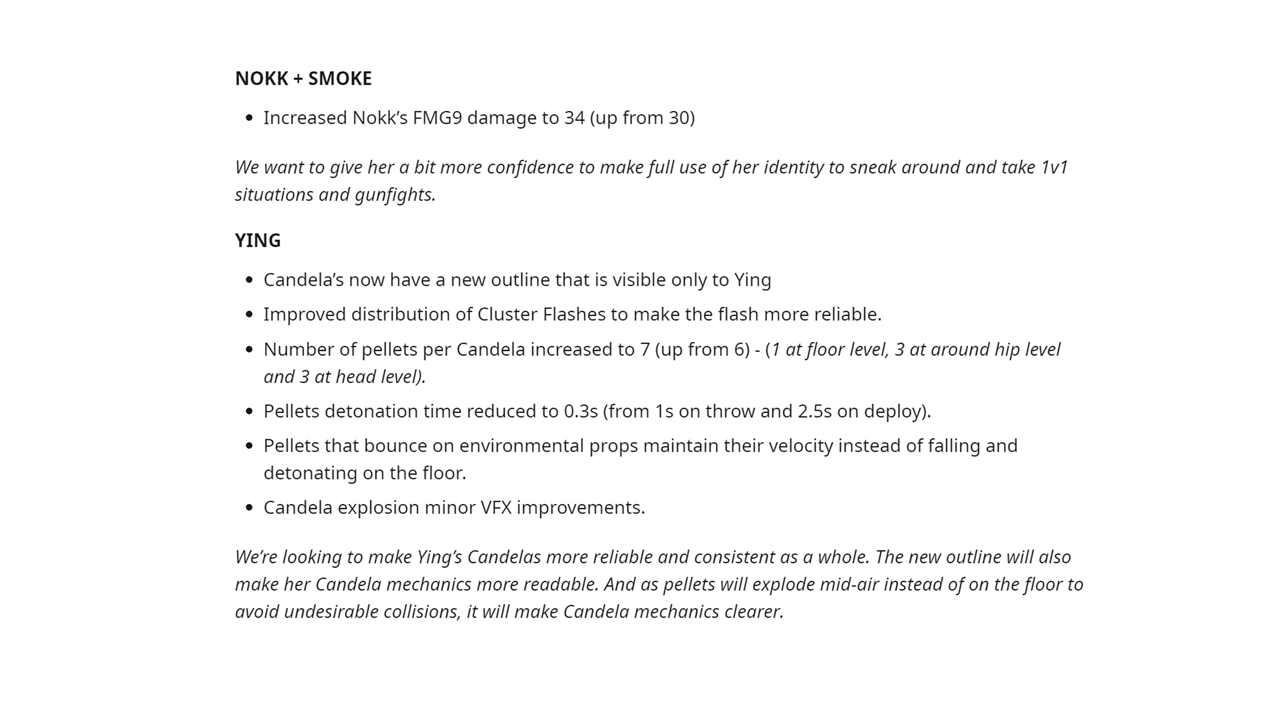 NOKK + SMOKE
• Increased Nokk’s FMG9 damage to 34 (up from 30)
We want to give her a bit more confidence to make full use of her identity to sneak around and take 1v1
situations and gunfights.
YING
• Candela’s now have a new outline that is visible only to Ying
• Improved distribution of Cluster Flashes to make the flash more reliable.
• Number of pellets per Candela increased to 7 (up from 6) - (1 at floor level, 3 at around hip level
and 3 at head level).
• Pellets detonation time reduced to 0.3s (from 1s on throw and 2.5s on deploy).
• Pellets that bounce on environmental props maintain their velocity instead of falling and
detonating on the floor.
• Candela explosion minor VFX improvements.
We’re looking to make Ying’s Candelas more reliable and consistent as a whole. The new outline will also
make her Candela mechanics more readable. And as pellets will explode mid-air instead of on the floor to
avoid undesirable collisions, it will make Candela mechanics clearer.